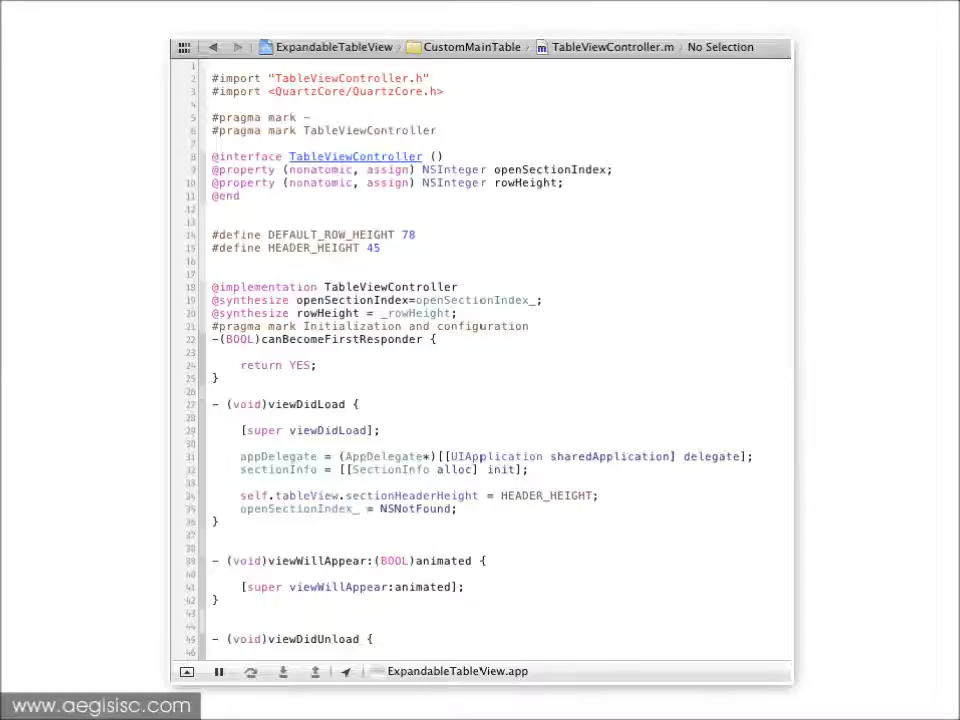 ExpandableTableView › CustomMainTable › TableViewController.m › No Selection
1
2 #import "TableViewController.h"
3 #import <QuartzCore/QuartzCore.h>
4
5 #pragma mark -
6 #pragma mark TableViewController
7
8 @interface TableViewController ()
9 @property (nonatomic, assign) NSInteger openSectionIndex;
10 @property (nonatomic, assign) NSInteger rowHeight;
11 @end
12
13
14 #define DEFAULT_ROW_HEIGHT 78
15 #define HEADER_HEIGHT 45
16
17
18 @implementation TableViewController
19 @synthesize openSectionIndex=openSectionIndex_;
20 @synthesize rowHeight = _rowHeight;
21 #pragma mark Initialization and configuration
22 -(BOOL)canBecomeFirstResponder {
23
24 return YES;
25 }
26
27 - (void)viewDidLoad {
28
29 [super viewDidLoad];
30
31 appDelegate = (AppDelegate*)[[UIApplication sharedApplication] delegate];
32 sectionInfo = [[SectionInfo alloc] init];
33
34 self.tableView.sectionHeaderHeight = HEADER_HEIGHT;
35 openSectionIndex_ = NSNotFound;
36 }
37
38
39 - (void)viewWillAppear:(BOOL)animated {
40
41 [super viewWillAppear:animated];
42 }
43
44
45 - (void)viewDidUnload {
46
ExpandableTableView.app
www.aegisisc.com